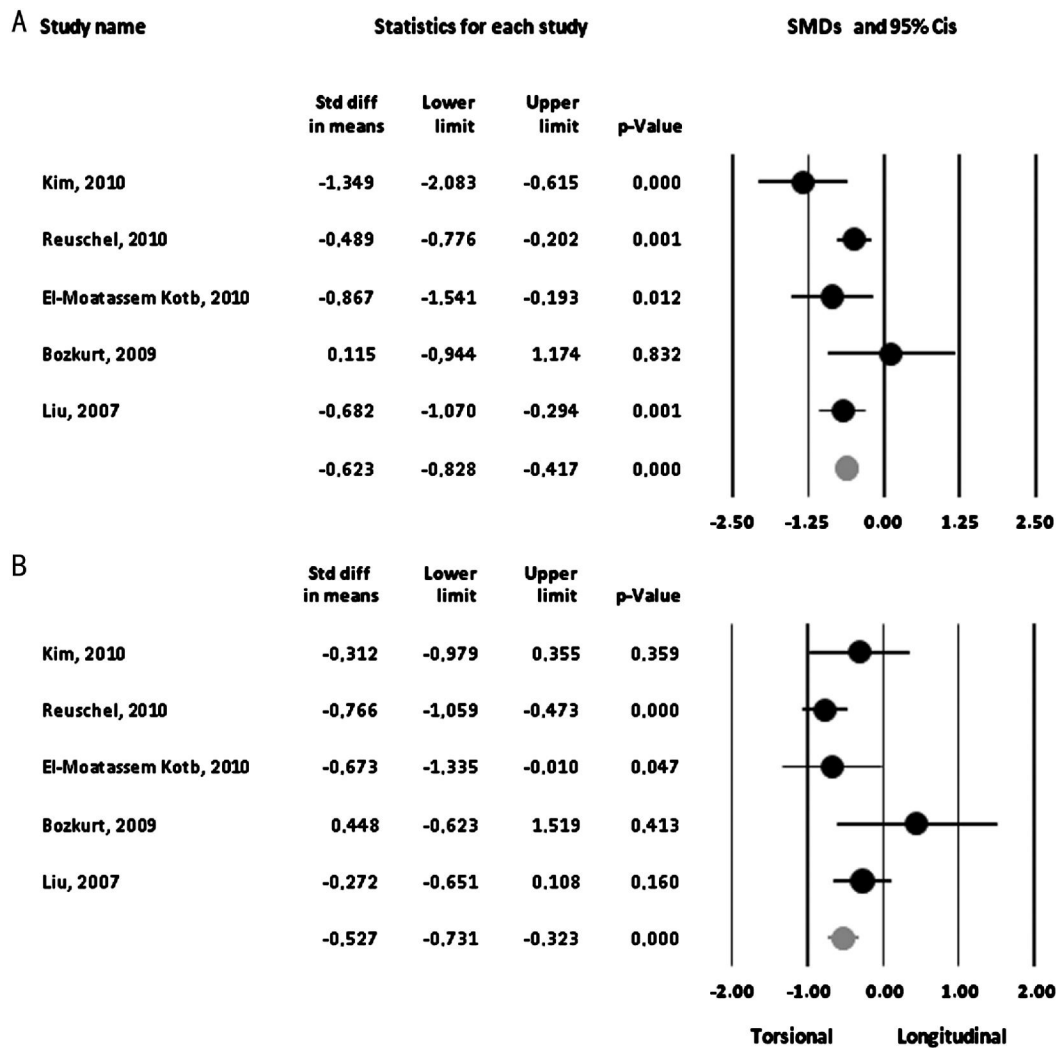 A Study name Statistics for each study SMDs and 95% Cis
Std diff in means Lower limit Upper limit p-Value
Kim, 2010 -1,349 -2,083 -0,615 0,000
Reuschel, 2010 -0,489 -0,776 -0,202 0,001
El-Moatassem Kotb, 2010 -0,867 -1,541 -0,193 0,012
Bozkurt, 2009 0,115 -0,944 1,174 0,832
Liu, 2007 -0,682 -1,070 -0,294 0,001
-0,623 -0,828 -0,417 0,000
-2.50 -1.25 0.00 1.25 2.50
B
Std diff in means Lower limit Upper limit p-Value
Kim, 2010 -0,312 -0,979 0,355 0,359
Reuschel, 2010 -0,766 -1,059 -0,473 0,000
El-Moatassem Kotb, 2010 -0,673 -1,335 -0,010 0,047
Bozkurt, 2009 0,448 -0,623 1,519 0,413
Liu, 2007 -0,272 -0,651 0,108 0,160
-0,527 -0,731 -0,323 0,000
-2.00 -1.00 0.00 1.00 2.00
Torsional Longitudinal